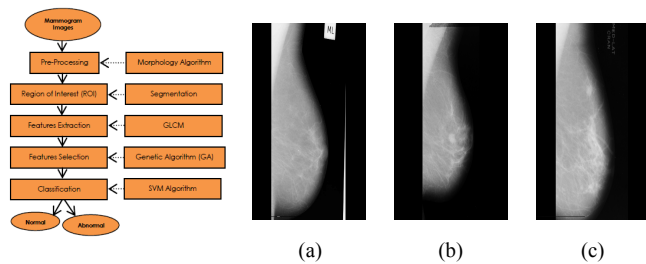 Mammogram
Images
Pre-Processing
Morphology Algorithm
Region of Interest (ROI)
Segmentation
Features Extraction
GLCM
Features Selection
Genetic Algorithm (GA)
Classification
SVM Algorithm
Normal
Abnormal
ML
(a)
(b)
(c)